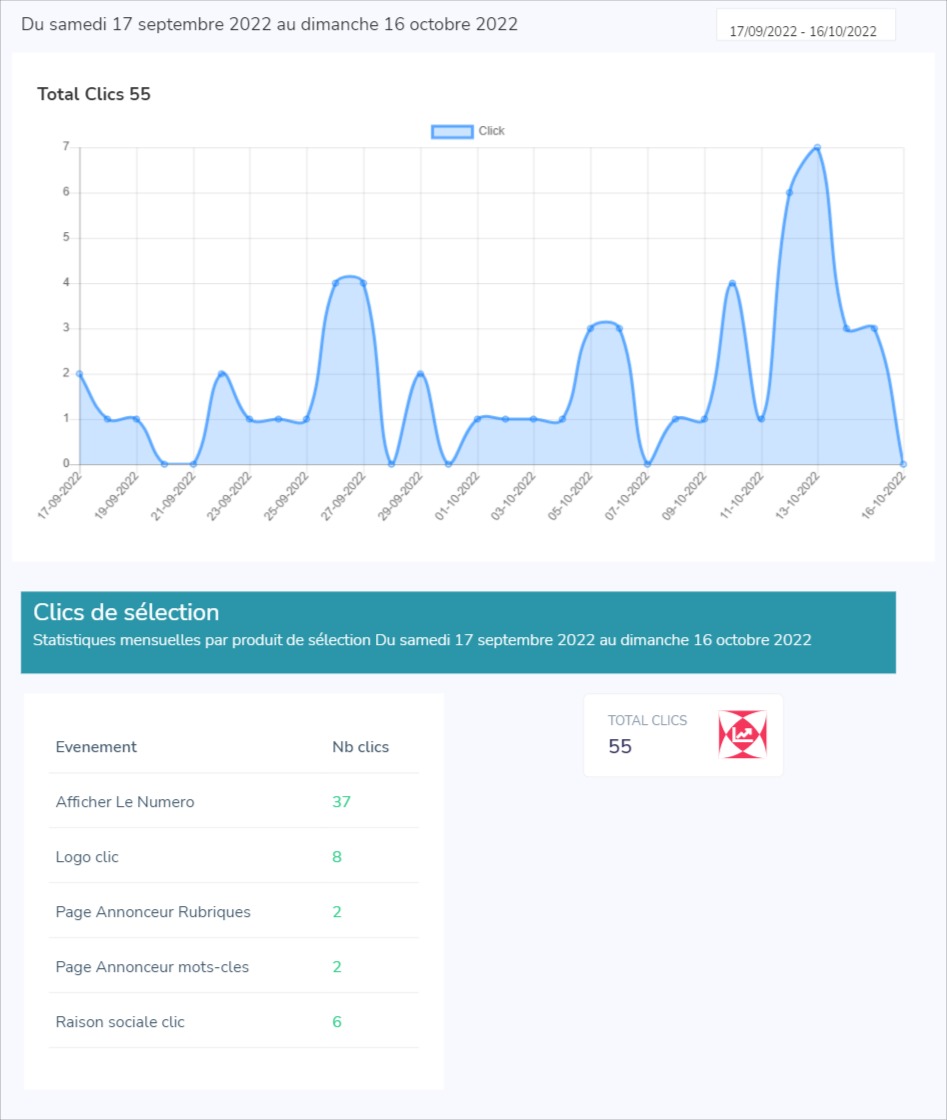 Du samedi 17 septembre 2022 au dimanche 16 octobre 2022
17/09/2022 - 16/10/2022
Total Clics 55
Click
7
6
5
4
3
2
1
0
17-09-2022
19-09-2022
21-09-2022
23-09-2022
25-09-2022
27-09-2022
29-09-2022
01-10-2022
03-10-2022
05-10-2022
07-10-2022
09-10-2022
11-10-2022
13-10-2022
16-10-2022
Clics de sélection
Statistiques mensuelles par produit de sélection Du samedi 17 septembre 2022 au dimanche 16 octobre 2022
TOTAL CLICS
55
Evenement Nb clics
Afficher Le Numero 37
Logo clic 8
Page Annonceur Rubriques 2
Page Annonceur mots-cles 2
Raison sociale clic 6